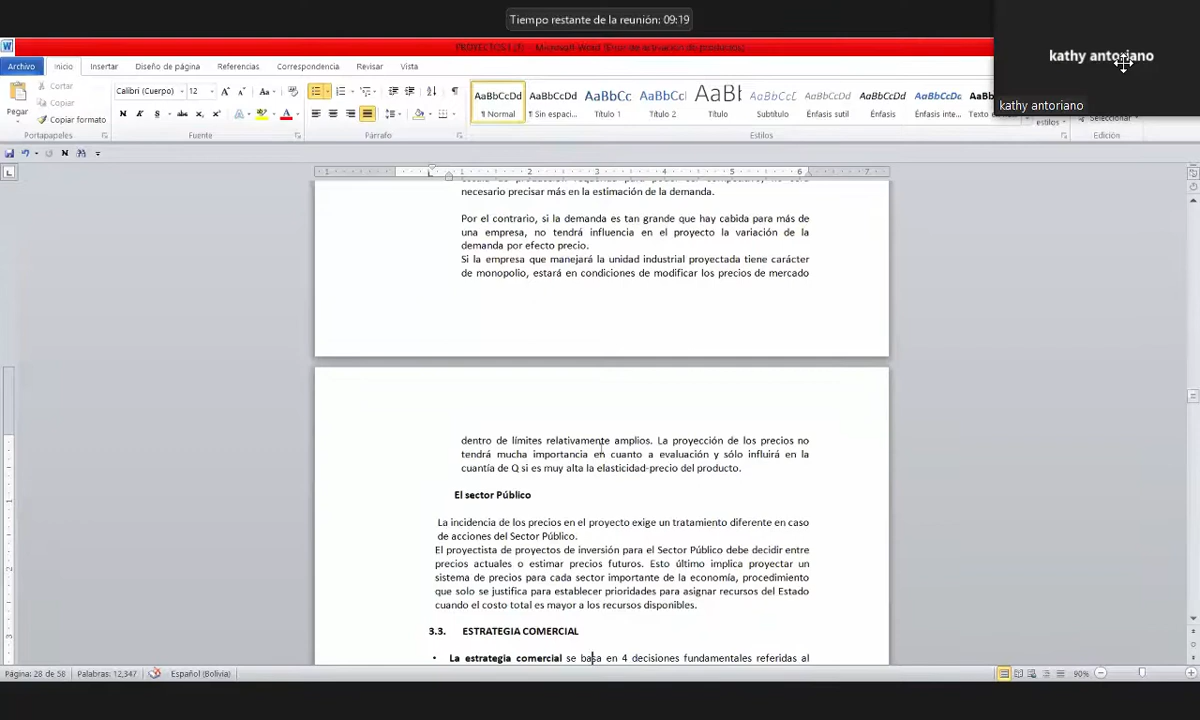 Tiempo restante de la reunión: 09:19
kathy antoriano
kathy antoriano
Archivo Inicio Insertar Diseño de página Referencias Correspondencia Revisar Vista
Pegar
Cortar
Copiar
Copiar formato
Portapapeles
Calibri (Cuerpo) 12
Fuente
Párrafo
AaBbCcDd AaBbCcDd AaBbCc AaBbCc AaBb AaBbCcD AaBbCcDd AaBbCcDd
¶ Normal ¶ Sin espaci... Título 1 Título 2 Título Subtítulo Énfasis sutil Énfasis Énfasis inte...
Estilos
estilos
Seleccionar
Edición
necesario precisar más en la estimación de la demanda.
Por el contrario, si la demanda es tan grande que hay cabida para más de
una empresa, no tendrá influencia en el proyecto la variación de la
demanda por efecto precio.
Si la empresa que manejará la unidad industrial proyectada tiene carácter
de monopolio, estará en condiciones de modificar los precios de mercado
dentro de límites relativamente amplios. La proyección de los precios no
tendrá mucha importancia en cuanto a evaluación y sólo influirá en la
cuantía de Q si es muy alta la elasticidad-precio del producto.
El sector Público
La incidencia de los precios en el proyecto exige un tratamiento diferente en caso
de acciones del Sector Público.
El proyectista de proyectos de inversión para el Sector Público debe decidir entre
precios actuales o estimar precios futuros. Esto último implica proyectar un
sistema de precios para cada sector importante de la economía, procedimiento
que solo se justifica para establecer prioridades para asignar recursos del Estado
cuando el costo total es mayor a los recursos disponibles.
3.3. ESTRATEGIA COMERCIAL
• La estrategia comercial se basa en 4 decisiones fundamentales referidas al
Página: 28 de 58 Palabras: 12,347 Español (Bolivia) 90%